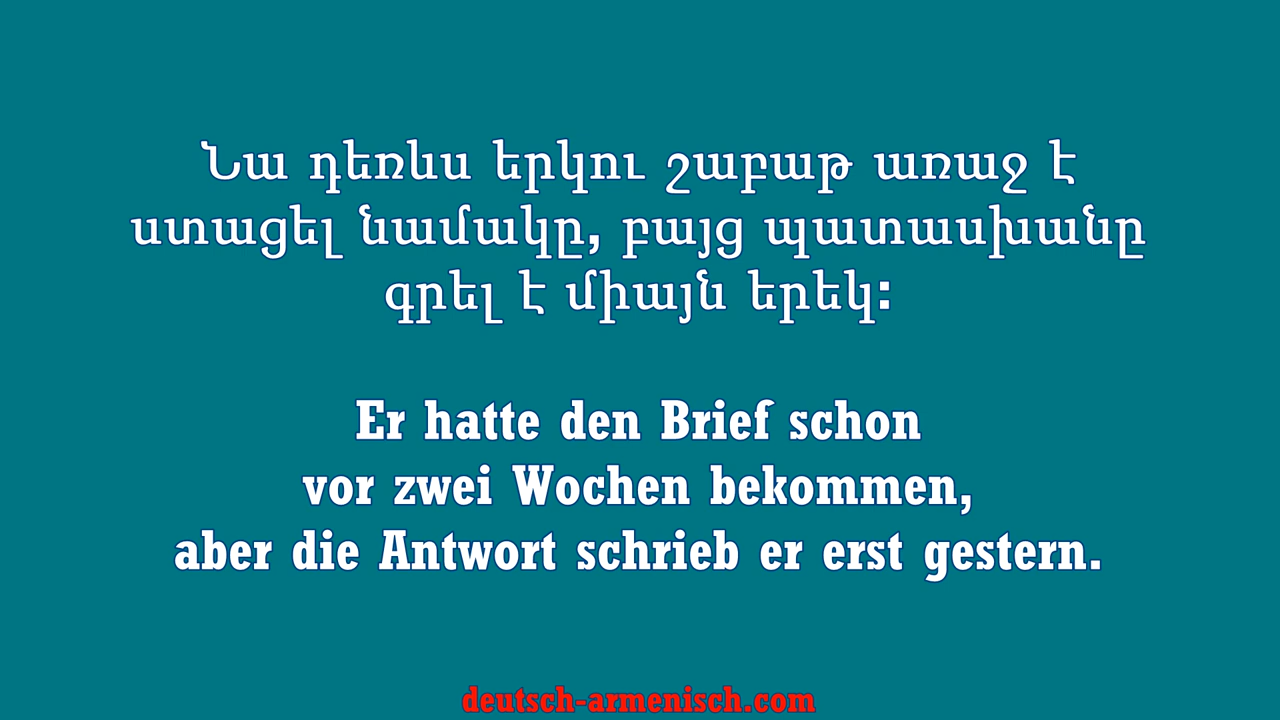 Նա դեռևս երկու շաբաթ առաջ է
ստացել նամակը, բայց պատասխանը
գրել է միայն երեկ:
Er hatte den Brief schon
vor zwei Wochen bekommen,
aber die Antwort schrieb er erst gestern.
deutsch-armenisch.com